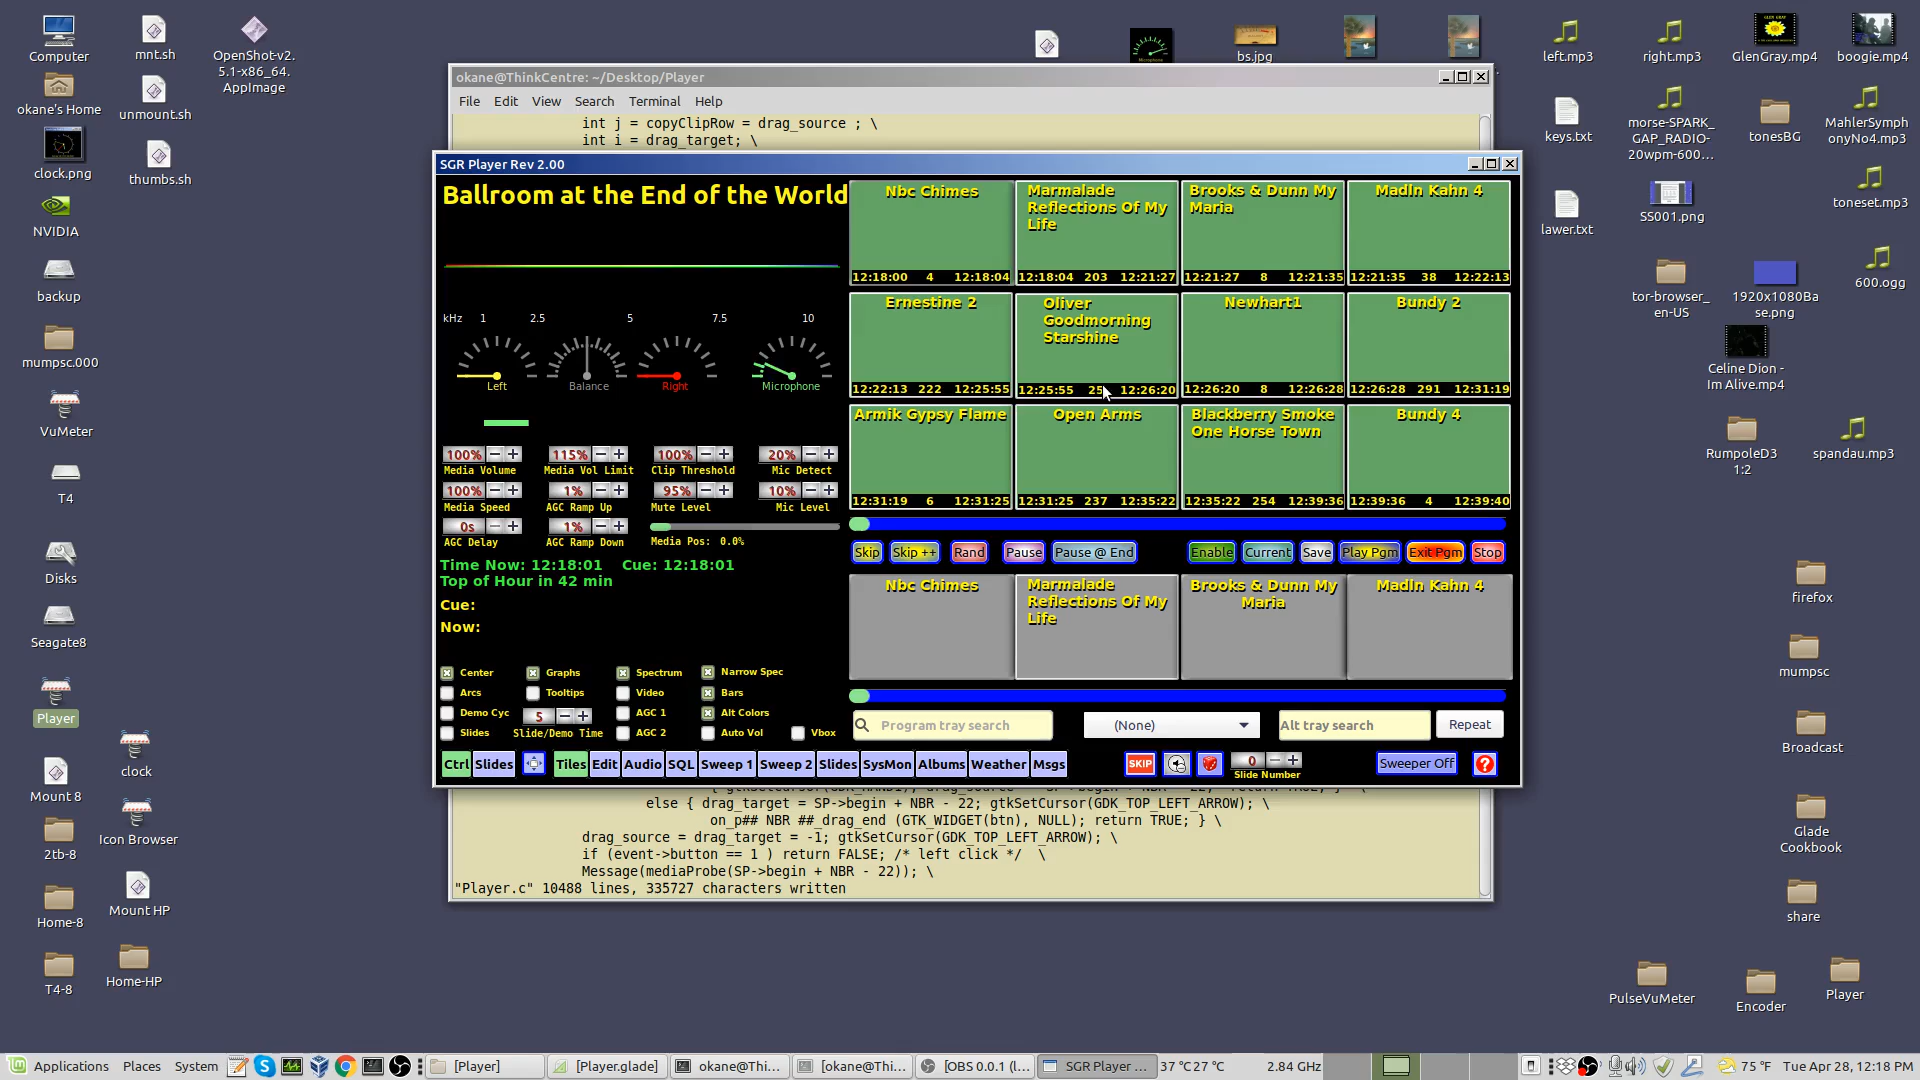 Computer
okane's Home
clock.png
NVIDIA
backup
mumpsc.000
VuMeter
T4
Disks
Seagate8
Player
Mount 8
2tb-8
Home-8
T4-8
mnt.sh
unmount.sh
thumbs.sh
clock
Icon Browser
Mount HP
Home-HP
OpenShot-v2.
5.1-x86_64.
AppImage
bs.jpg
okane@ThinkCentre: ~/Desktop/Player
File Edit View Search Terminal Help
int j = copyClipRow = drag_source ; \
int i = drag_target; \
SGR Player Rev 2.00
Ballroom at the End of the World
kHz 1 2.5 5 7.5 10
Left Balance Right Microphone
100% 115% 100% 20%
Media Volume Media Vol Limit Clip Threshold Mic Detect
100% 1% 95% 10%
Media Speed AGC Ramp Up Mute Level Mic Level
0s 1%
AGC Delay AGC Ramp Down Media Pos: 0.0%
Time Now: 12:18:01 Cue: 12:18:01
Top of Hour in 42 min
Cue:
Now:
Center Graphs Spectrum Narrow Spec
Arcs Tooltips Video Bars
Demo Cyc 5 AGC 1 Alt Colors
Slides Slide/Demo Time AGC 2 Auto Vol Vbox
Nbc Chimes
12:18:00 4 12:18:04
Marmalade
Reflections Of My
Life
12:18:04 203 12:21:27
Brooks & Dunn My
Maria
12:21:27 8 12:21:35
Madln Kahn 4
12:21:35 38 12:22:13
Ernestine 2
12:22:13 222 12:25:55
Oliver
Goodmorning
Starshine
12:25:55 25 12:26:20
Newhart1
12:26:20 8 12:26:28
Bundy 2
12:26:28 291 12:31:19
Armik Gypsy Flame
12:31:19 6 12:31:25
Open Arms
12:31:25 237 12:35:22
Blackberry Smoke
One Horse Town
12:35:22 254 12:39:36
Bundy 4
12:39:36 4 12:39:40
Skip Skip ++ Rand Pause Pause @ End Enable Current Save Play Pgm Exit Pgm Stop
Nbc Chimes
Marmalade
Reflections Of My
Life
Brooks & Dunn My
Maria
Madln Kahn 4
Program tray search (None) Alt tray search Repeat
Ctrl Slides Tiles Edit Audio SQL Sweep 1 Sweep 2 Slides SysMon Albums Weather Msgs SKIP 0 Sweeper Off ?
Slide Number
else { drag_target = SP->begin + NBR - 22; gtkSetCursor(GDK_TOP_LEFT_ARROW); \
on_p## NBR ##_drag_end (GTK_WIDGET(btn), NULL); return TRUE; } \
drag_source = drag_target = -1; gtkSetCursor(GDK_TOP_LEFT_ARROW); \
if (event->button == 1 ) return FALSE; /* left click */ \
Message(mediaProbe(SP->begin + NBR - 22)); \
"Player.c" 10488 lines, 335727 characters written
left.mp3
right.mp3
GlenGray.mp4
boogie.mp4
keys.txt
morse-SPARK_
GAP_RADIO-
20wpm-600...
tonesBG
MahlerSymph
onyNo4.mp3
lawer.txt
SS001.png
toneset.mp3
tor-browser_
en-US
1920x1080Ba
se.png
600.ogg
Celine Dion -
Im Alive.mp4
RumpoleD3
1:2
spandau.mp3
firefox
mumpsc
Broadcast
Glade
Cookbook
share
PulseVuMeter
Encoder
Player
Applications Places System [Player] [Player.glade] okane@Thi... [okane@Thi... [OBS 0.0.1 (l... SGR Player ... 37 °C 27 °C 2.84 GHz 75 °F Tue Apr 28, 12:18 PM